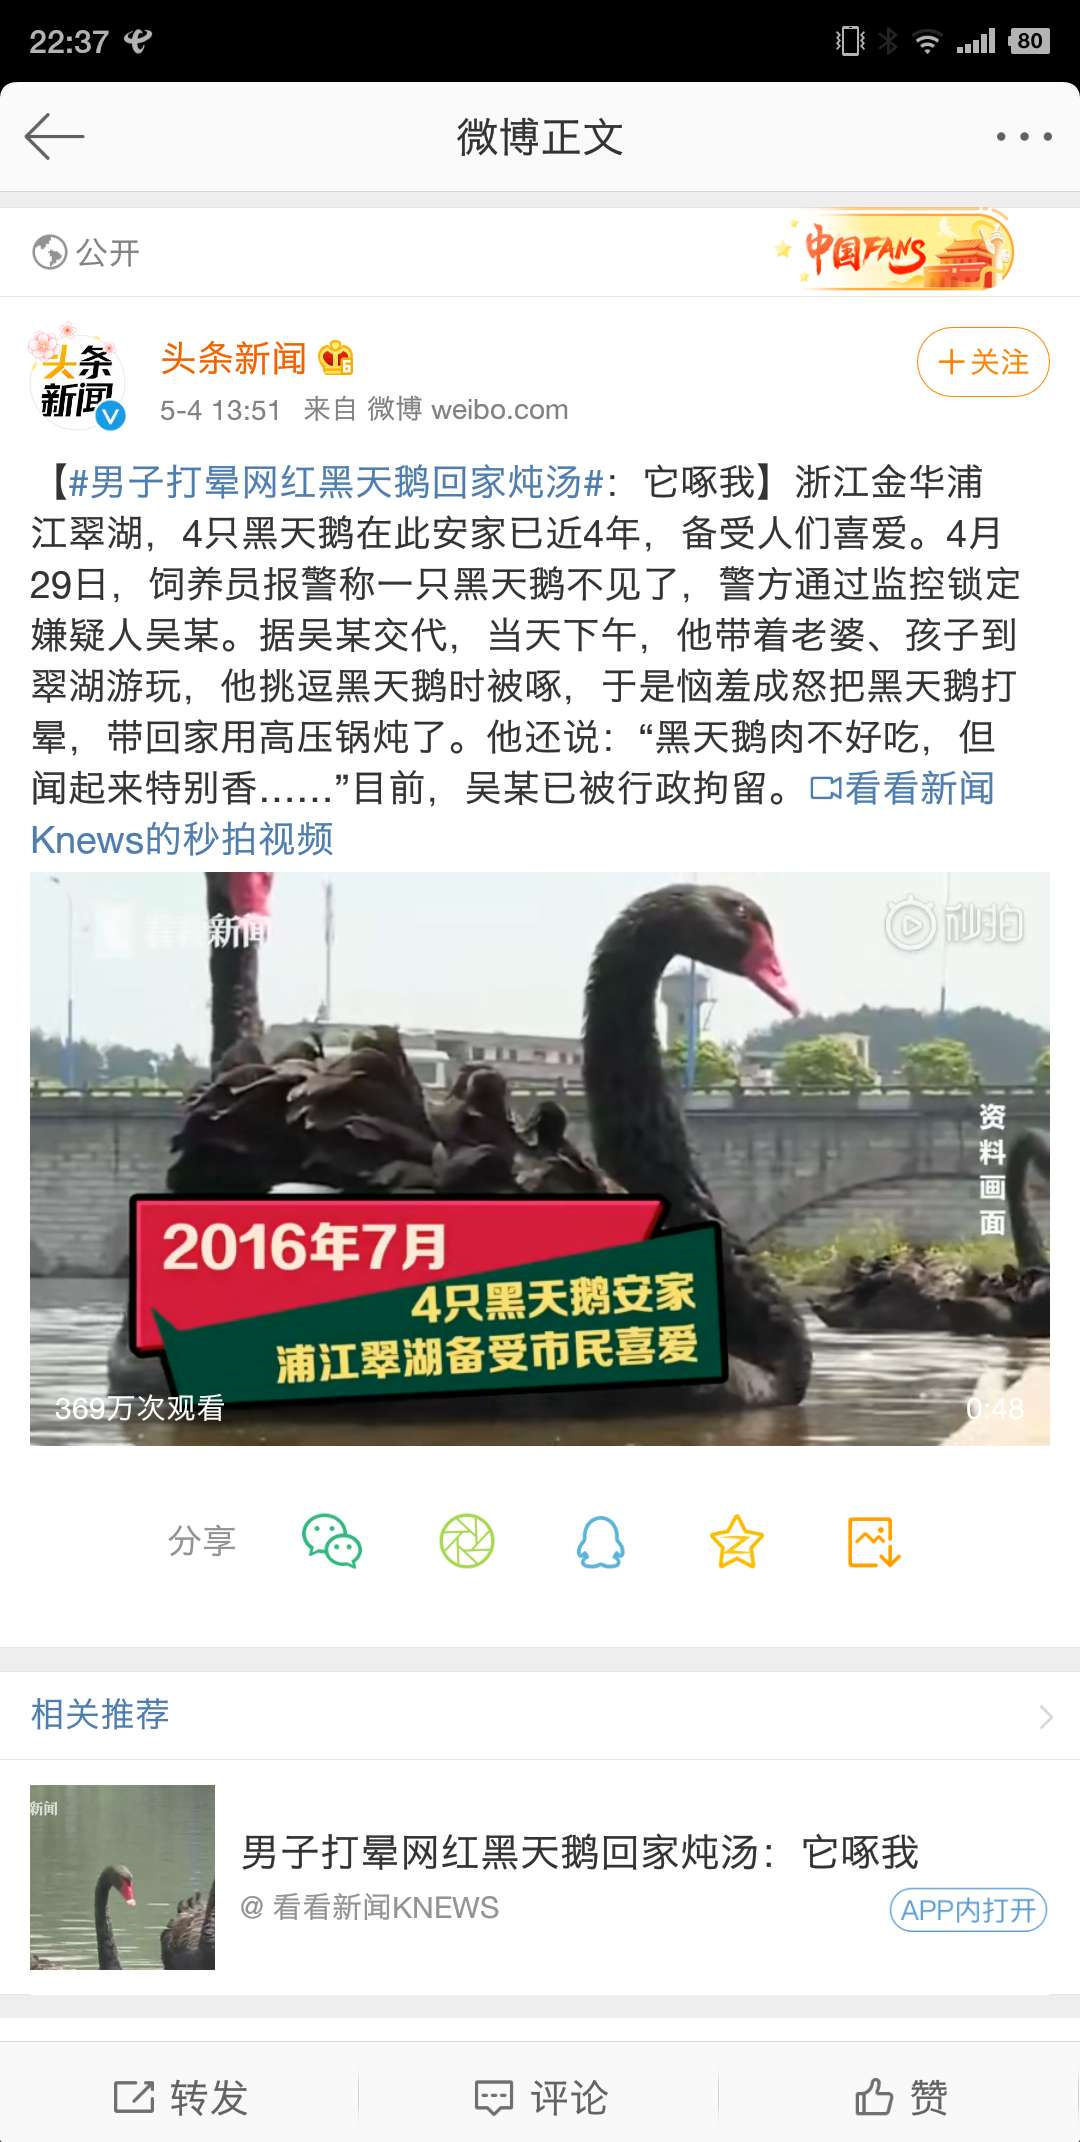 22:37
80
微博正文
公开
中国FANS
头条新闻
头条
新闻
5-4 13:51 来自 微博 weibo.com
+关注
【#男子打晕网红黑天鹅回家炖汤#：它啄我】浙江金华浦
江翠湖，4只黑天鹅在此安家已近4年，备受人们喜爱。4月
29日，饲养员报警称一只黑天鹅不见了，警方通过监控锁定
嫌疑人吴某。据吴某交代，当天下午，他带着老婆、孩子到
翠湖游玩，他挑逗黑天鹅时被啄，于是恼羞成怒把黑天鹅打
晕，带回家用高压锅炖了。他还说：“黑天鹅肉不好吃，但
闻起来特别香……”目前，吴某已被行政拘留。看看新闻
Knews的秒拍视频
看看新闻
秒拍
资料画面
2016年7月
4只黑天鹅安家
浦江翠湖备受市民喜爱
369万次观看
0:48
分享
相关推荐
新闻
男子打晕网红黑天鹅回家炖汤：它啄我
@ 看看新闻KNEWS
APP内打开
转发
评论
赞